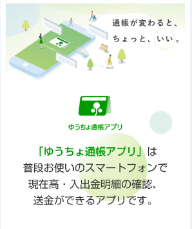 通帳が変わると、
ちょっと、いい。
ゆうちょ通帳アプリ
「ゆうちょ通帳アプリ」は
普段お使いのスマートフォンで
現在高・入出金明細の確認、
送金ができるアプリです。